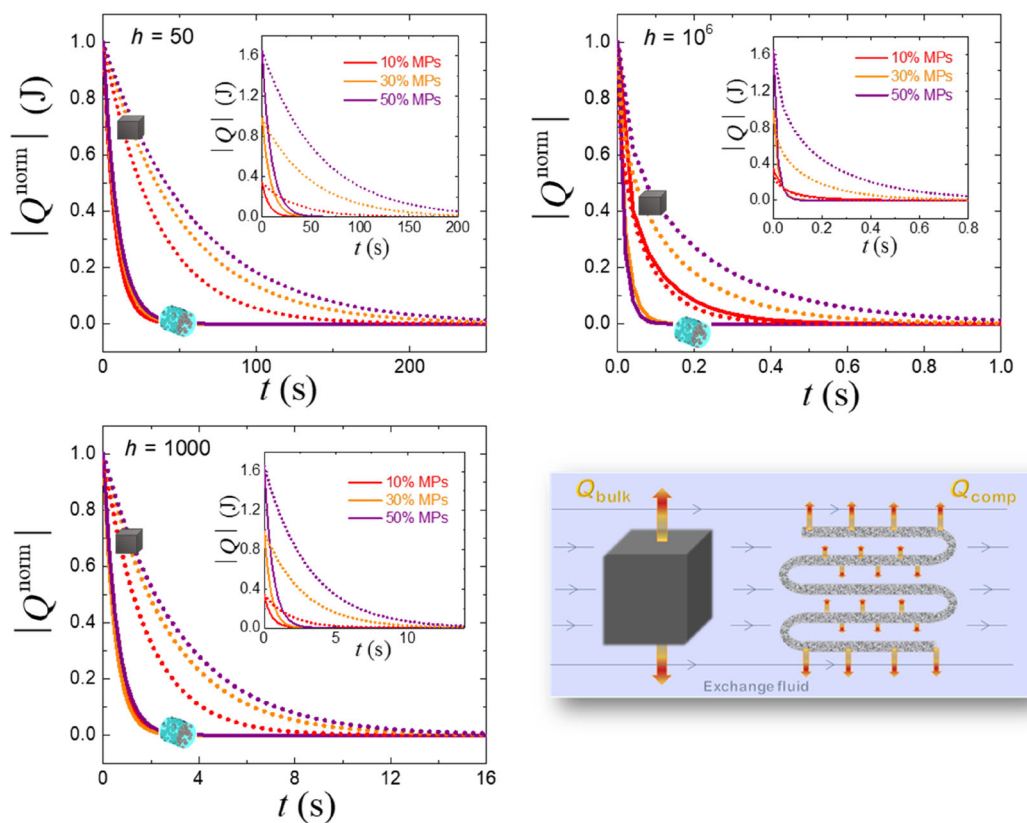 h = 50
|Q^norm| (J)
1.0
0.8
0.6
0.4
0.2
0.0
0
100
200
t (s)
|Q| (J)
1.6
1.2
0.8
0.4
0.0
0
50
100
150
200
t (s)
10% MPs
30% MPs
50% MPs
h = 10^6
|Q^norm|
1.0
0.8
0.6
0.4
0.2
0.0
0.0
0.2
0.4
0.6
0.8
1.0
t (s)
|Q| (J)
1.6
1.2
0.8
0.4
0.0
0.0
0.2
0.4
0.6
0.8
t (s)
10% MPs
30% MPs
50% MPs
h = 1000
|Q^norm|
1.0
0.8
0.6
0.4
0.2
0.0
0
4
8
12
16
t (s)
|Q| (J)
1.6
1.2
0.8
0.4
0.0
0
5
10
t (s)
10% MPs
30% MPs
50% MPs
Q_bulk
Q_comp
Exchange fluid